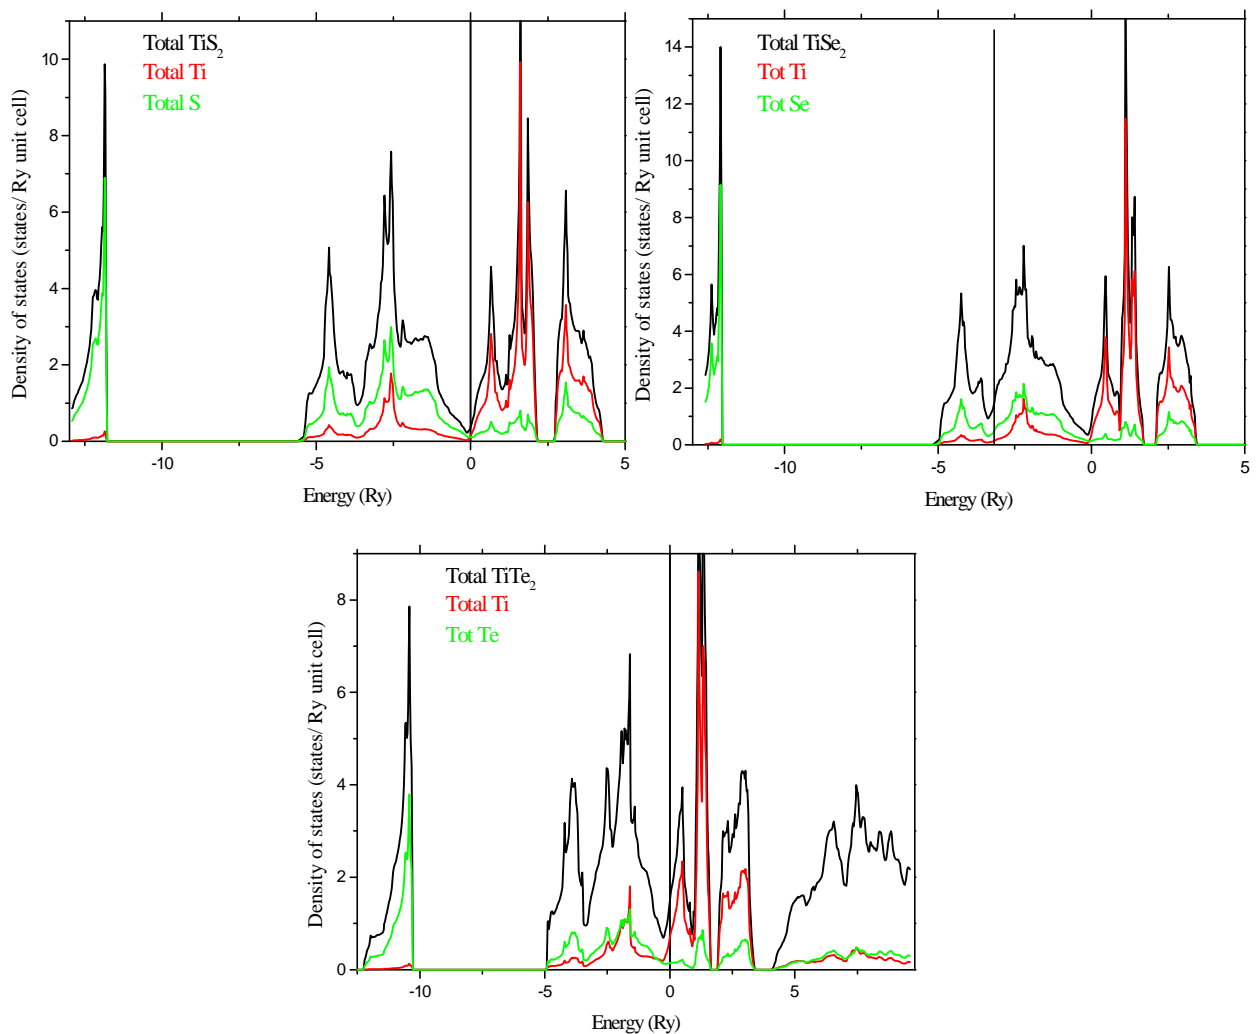 Total TiS2
Total Ti
Total S
Density of states (states/ Ry unit cell)
10
8
6
4
2
0
-10
-5
0
5
Energy (Ry)
Total TiSe2
Tot Ti
Tot Se
Density of states (states/ Ry unit cell)
14
12
10
8
6
4
2
0
-10
-5
0
5
Energy (Ry)
Total TiTe2
Total Ti
Tot Te
Density of states (states/ Ry unit cell)
8
6
4
2
0
-10
-5
0
5
Energy (Ry)